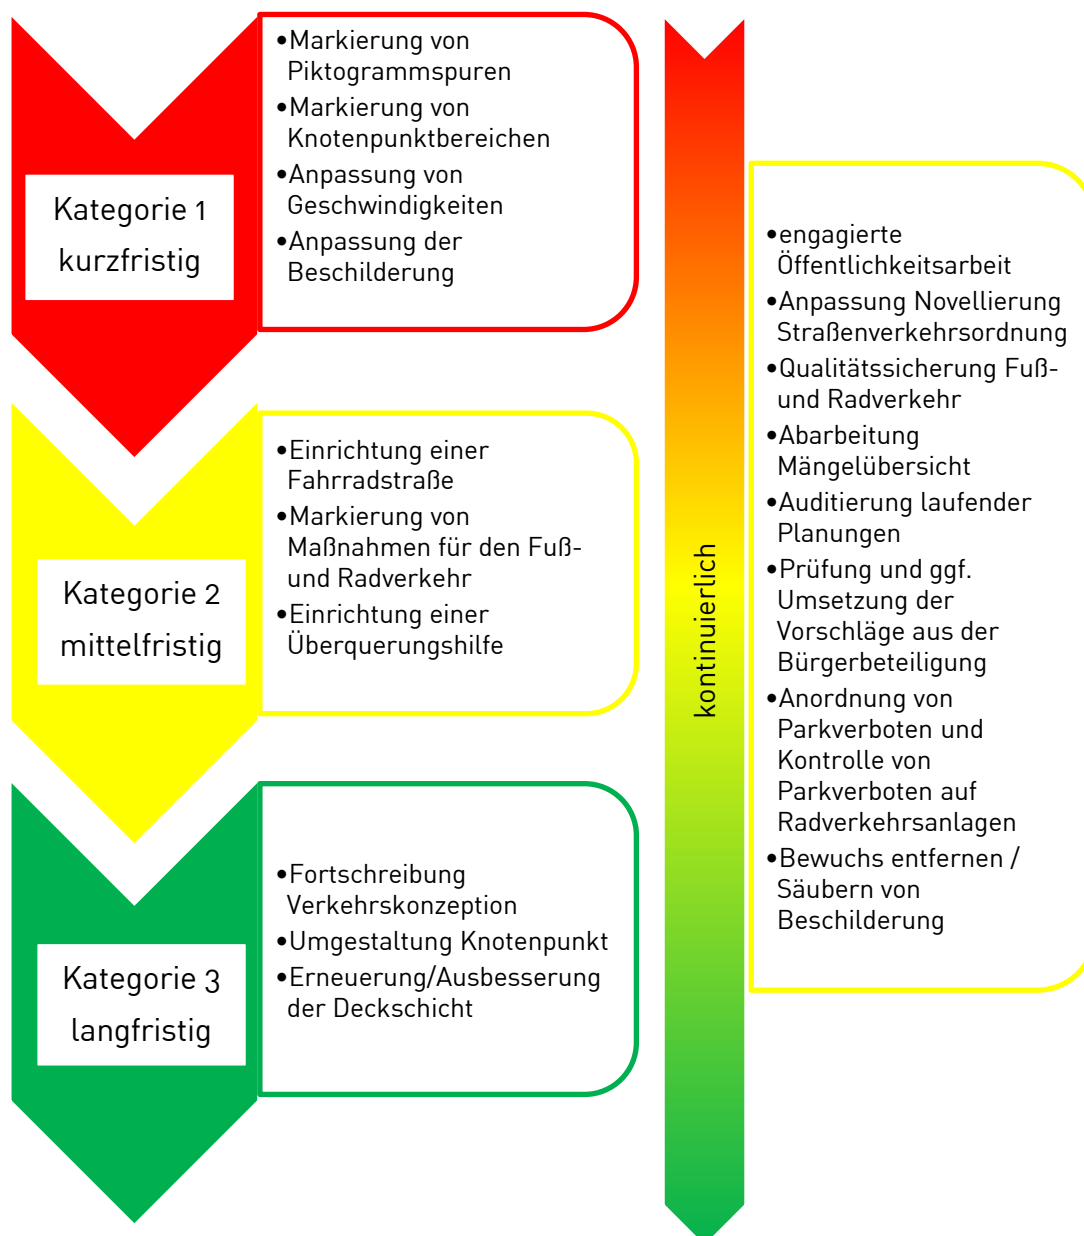 Kategorie 1
kurzfristig
•Markierung von
Piktogrammspuren
•Markierung von
Knotenpunktbereichen
•Anpassung von
Geschwindigkeiten
•Anpassung der
Beschilderung
Kategorie 2
mittelfristig
•Einrichtung einer
Fahrradstraße
•Markierung von
Maßnahmen für den Fuß-
und Radverkehr
•Einrichtung einer
Überquerungshilfe
Kategorie 3
langfristig
•Fortschreibung
Verkehrskonzeption
•Umgestaltung Knotenpunkt
•Erneuerung/Ausbesserung
der Deckschicht
kontinuierlich
•engagierte
Öffentlichkeitsarbeit
•Anpassung Novellierung
Straßenverkehrsordnung
•Qualitätssicherung Fuß-
und Radverkehr
•Abarbeitung
Mängelübersicht
•Auditierung laufender
Planungen
•Prüfung und ggf.
Umsetzung der
Vorschläge aus der
Bürgerbeteiligung
•Anordnung von
Parkverboten und
Kontrolle von
Parkverboten auf
Radverkehrsanlagen
•Bewuchs entfernen /
Säubern von
Beschilderung